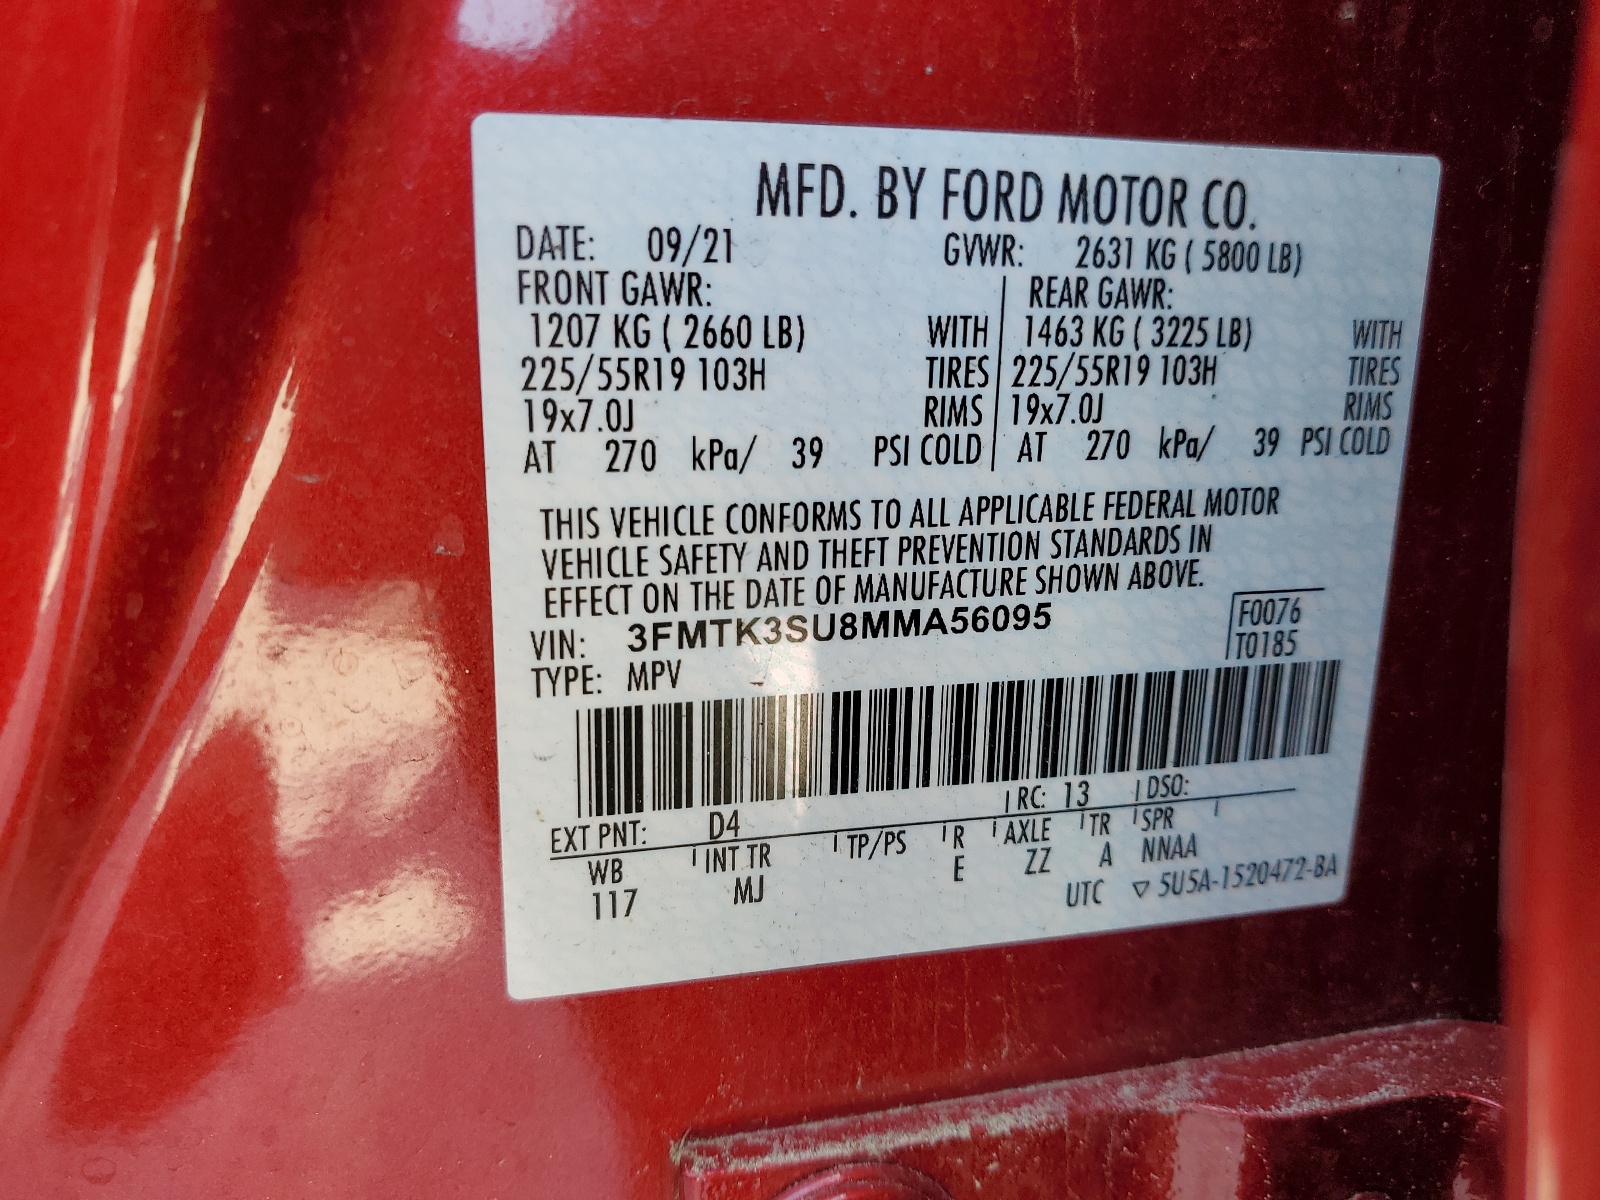 MFD. BY FORD MOTOR CO.
DATE: 09/21 GVWR: 2631 KG ( 5800 LB)
FRONT GAWR: REAR GAWR:
1207 KG ( 2660 LB) WITH 1463 KG ( 3225 LB) WITH
225/55R19 103H TIRES 225/55R19 103H TIRES
19x7.0J RIMS 19x7.0J RIMS
AT 270 kPa/ 39 PSI COLD AT 270 kPa/ 39 PSI COLD
THIS VEHICLE CONFORMS TO ALL APPLICABLE FEDERAL MOTOR
VEHICLE SAFETY AND THEFT PREVENTION STANDARDS IN
EFFECT ON THE DATE OF MANUFACTURE SHOWN ABOVE.
VIN: 3FMTK3SU8MMA56095 F0076
TYPE: MPV T0185
EXT PNT: D4 RC: 13 DSO:
WB INT TR TP/PS R AXLE TR SPR
117 MJ E ZZ A NNAA
UTC ▽ 5U5A-1520472-BA